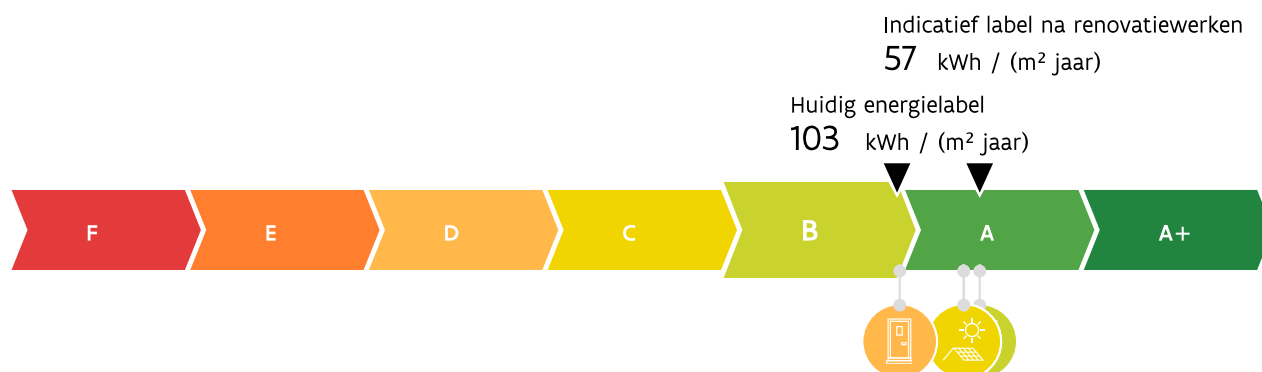 Indicatief label na renovatiewerken
57 kWh / (m² jaar)
Huidig energielabel
103 kWh / (m² jaar)
F E D C B A A+